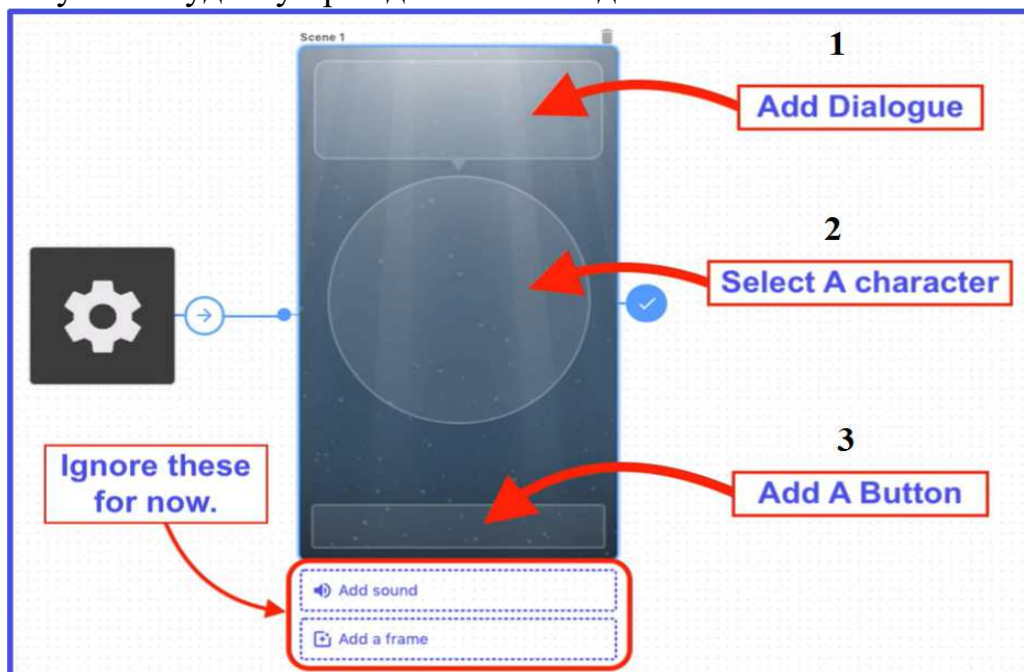 Scene 1
1
Add Dialogue
2
Select A character
3
Add A Button
Ignore these
for now.
Add sound
Add a frame